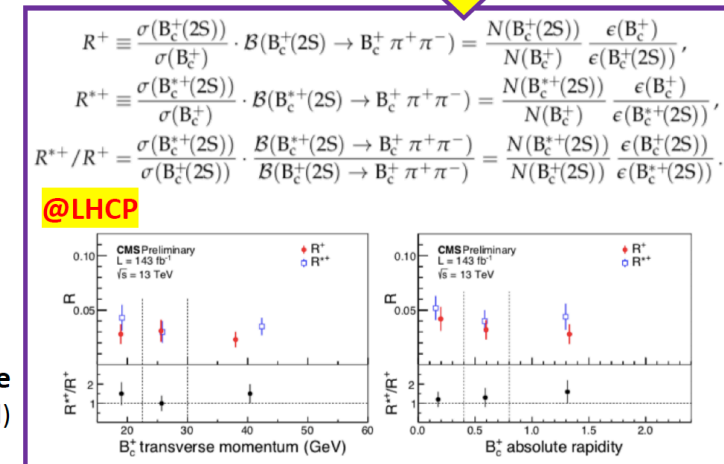 R⁺ ≡ σ(B_c⁺(2S)) / σ(B_c⁺) · ℬ(B_c⁺(2S) → B_c⁺ π⁺π⁻) = N(B_c⁺(2S)) / N(B_c⁺) ε(B_c⁺) / ε(B_c⁺(2S)) ,
R*⁺ ≡ σ(B_c*⁺(2S)) / σ(B_c⁺) · ℬ(B_c*⁺(2S) → B_c⁺ π⁺π⁻) = N(B_c*⁺(2S)) / N(B_c⁺) ε(B_c⁺) / ε(B_c*⁺(2S)) ,
R*⁺/R⁺ = σ(B_c*⁺(2S)) / σ(B_c⁺(2S)) · ℬ(B_c*⁺(2S) → B_c⁺ π⁺π⁻) / ℬ(B_c⁺(2S) → B_c⁺ π⁺π⁻) = N(B_c*⁺(2S)) / N(B_c⁺(2S)) ε(B_c⁺(2S)) / ε(B_c*⁺(2S)) .
@LHCP
CMS Preliminary
L = 143 fb⁻¹
√s = 13 TeV
R⁺
R*⁺
0.10
0.05
R
2
1
R*⁺/R⁺
20 30 40 50 60
B_c⁺ transverse momentum (GeV)
CMS Preliminary
L = 143 fb⁻¹
√s = 13 TeV
R⁺
R*⁺
0.10
0.05
R
2
1
R*⁺/R⁺
0.0 0.5 1.0 1.5 2.0
B_c⁺ absolute rapidity
e
)